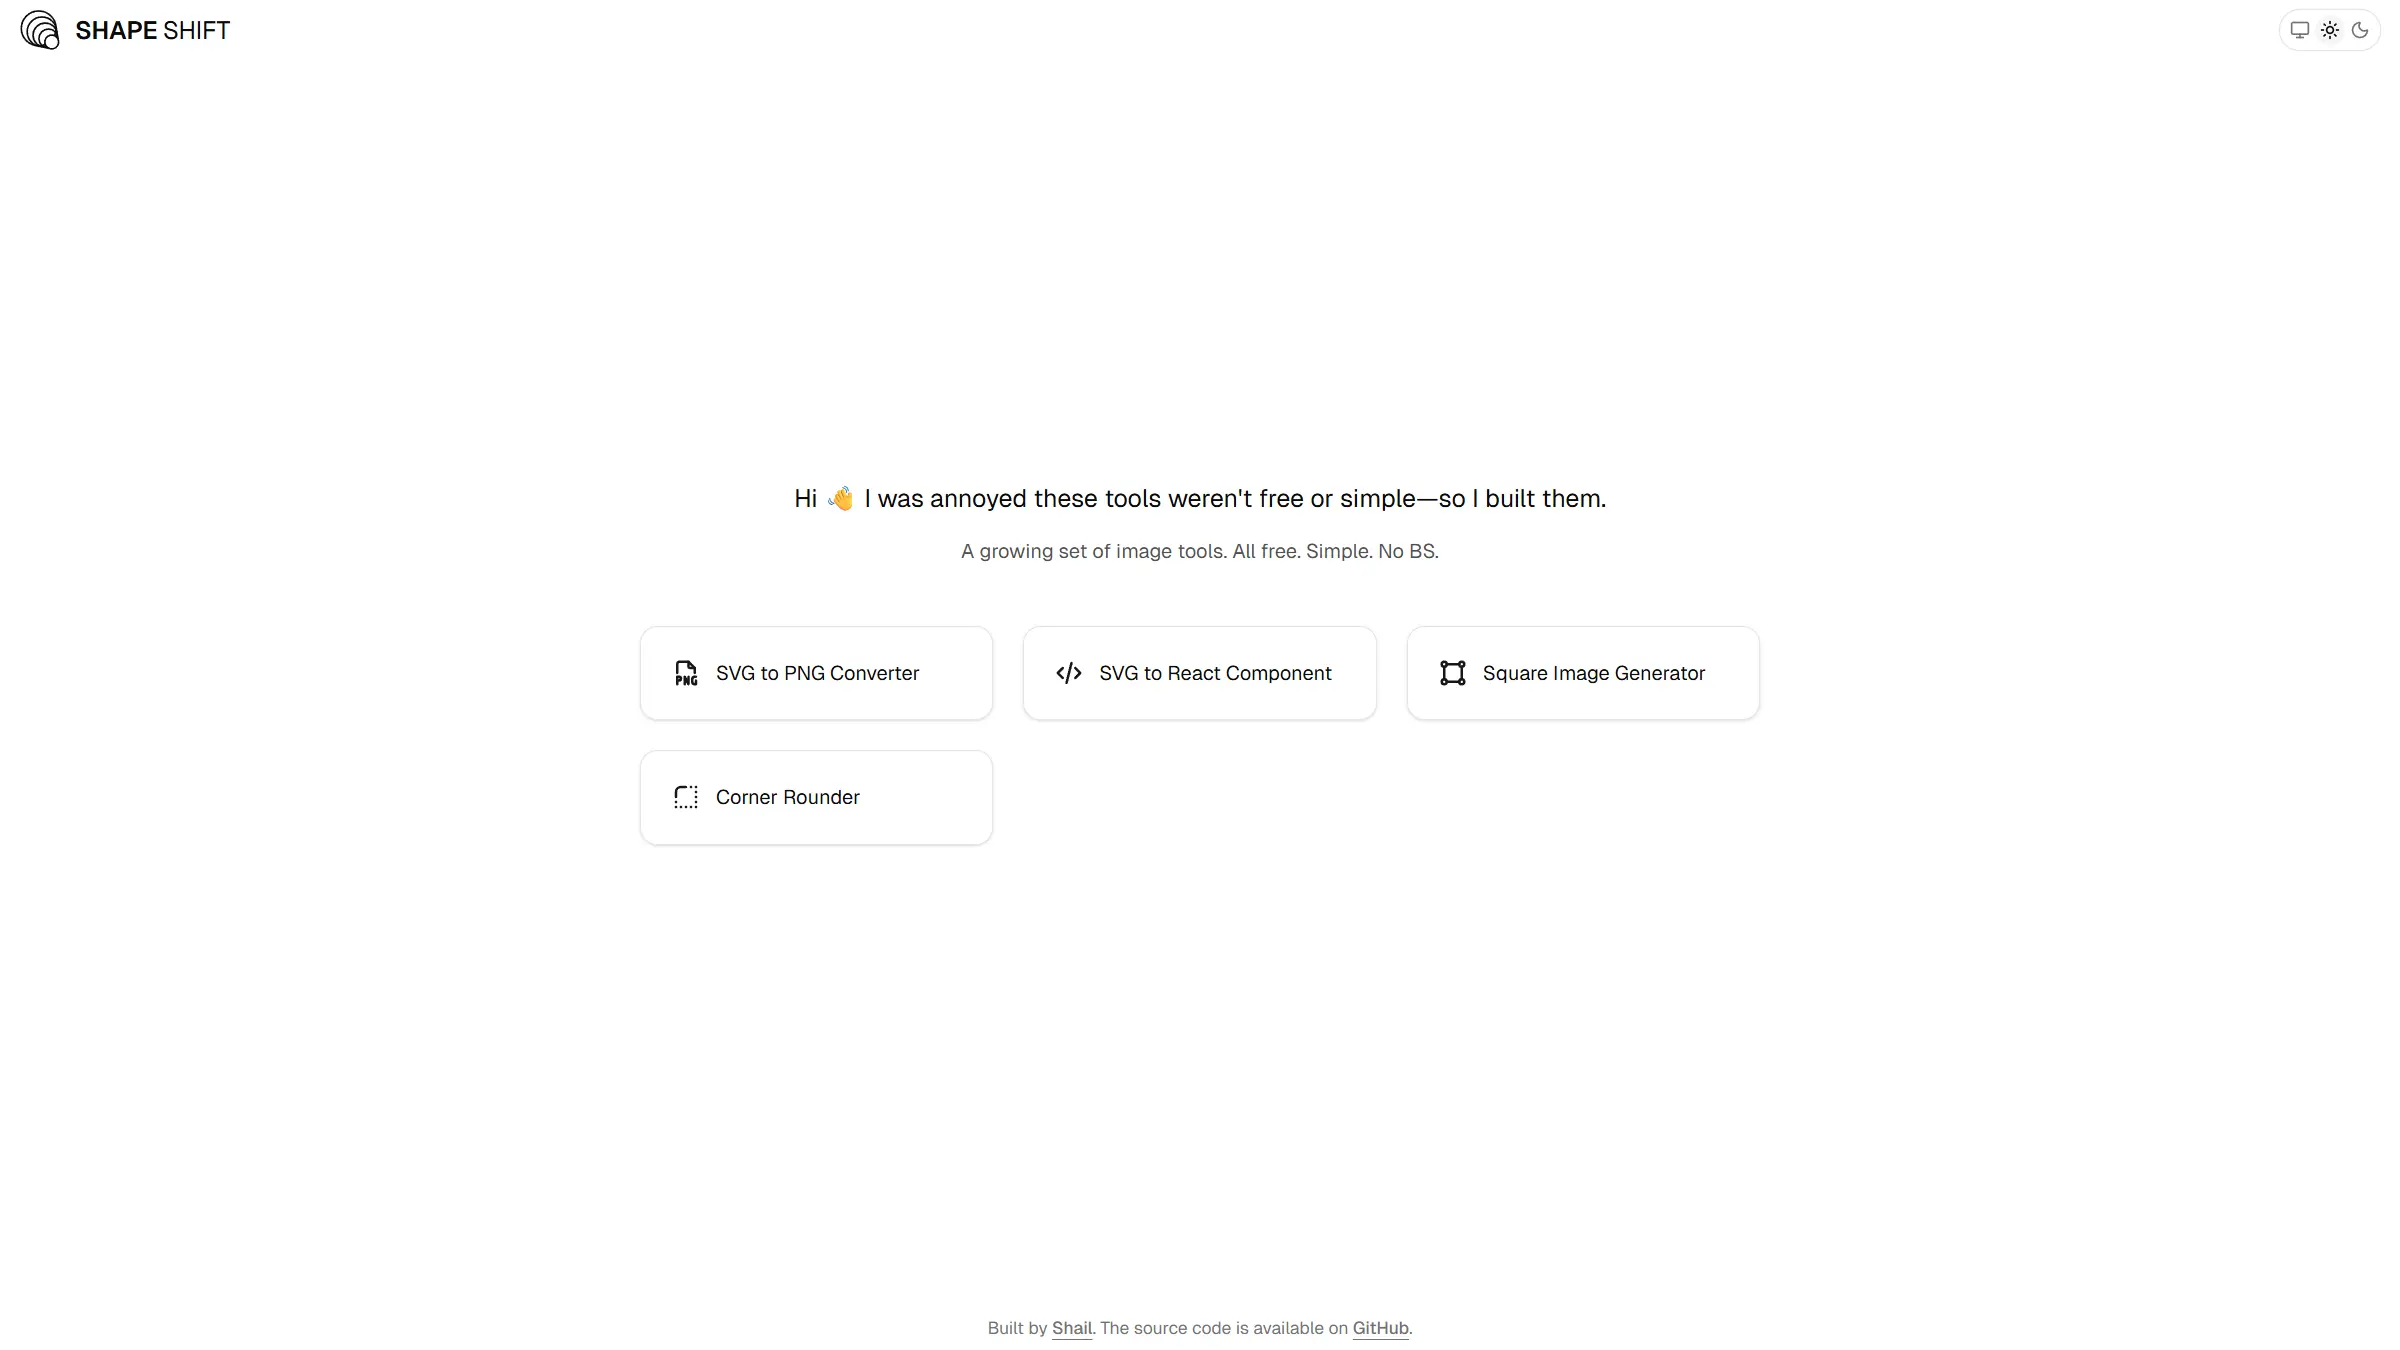 SHAPE SHIFT
Hi 👋 I was annoyed these tools weren't free or simple—so I built them.
A growing set of image tools. All free. Simple. No BS.
PNG
SVG to PNG Converter
SVG to React Component
Square Image Generator
Corner Rounder
Built by Shail. The source code is available on GitHub.